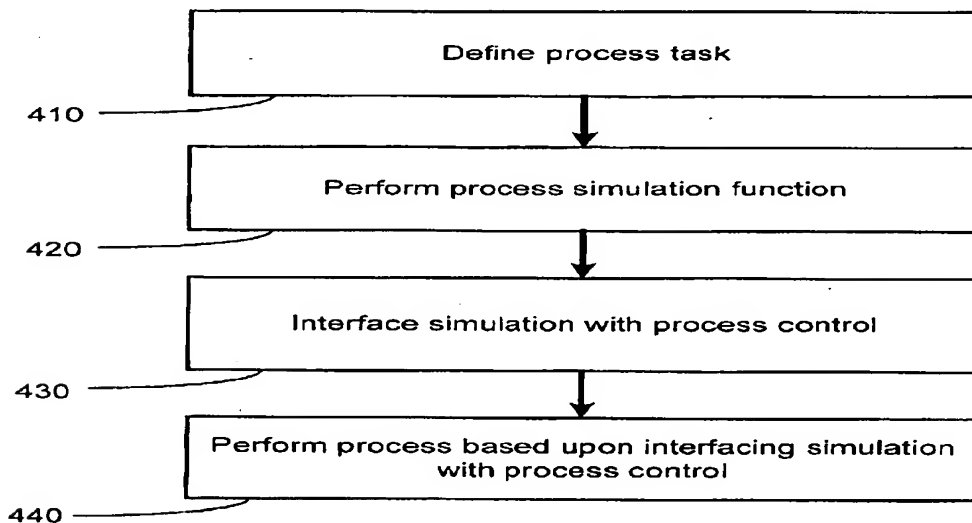 Define process task
410
Perform process simulation function
420
Interface simulation with process control
430
Perform process based upon interfacing simulation
with process control
440